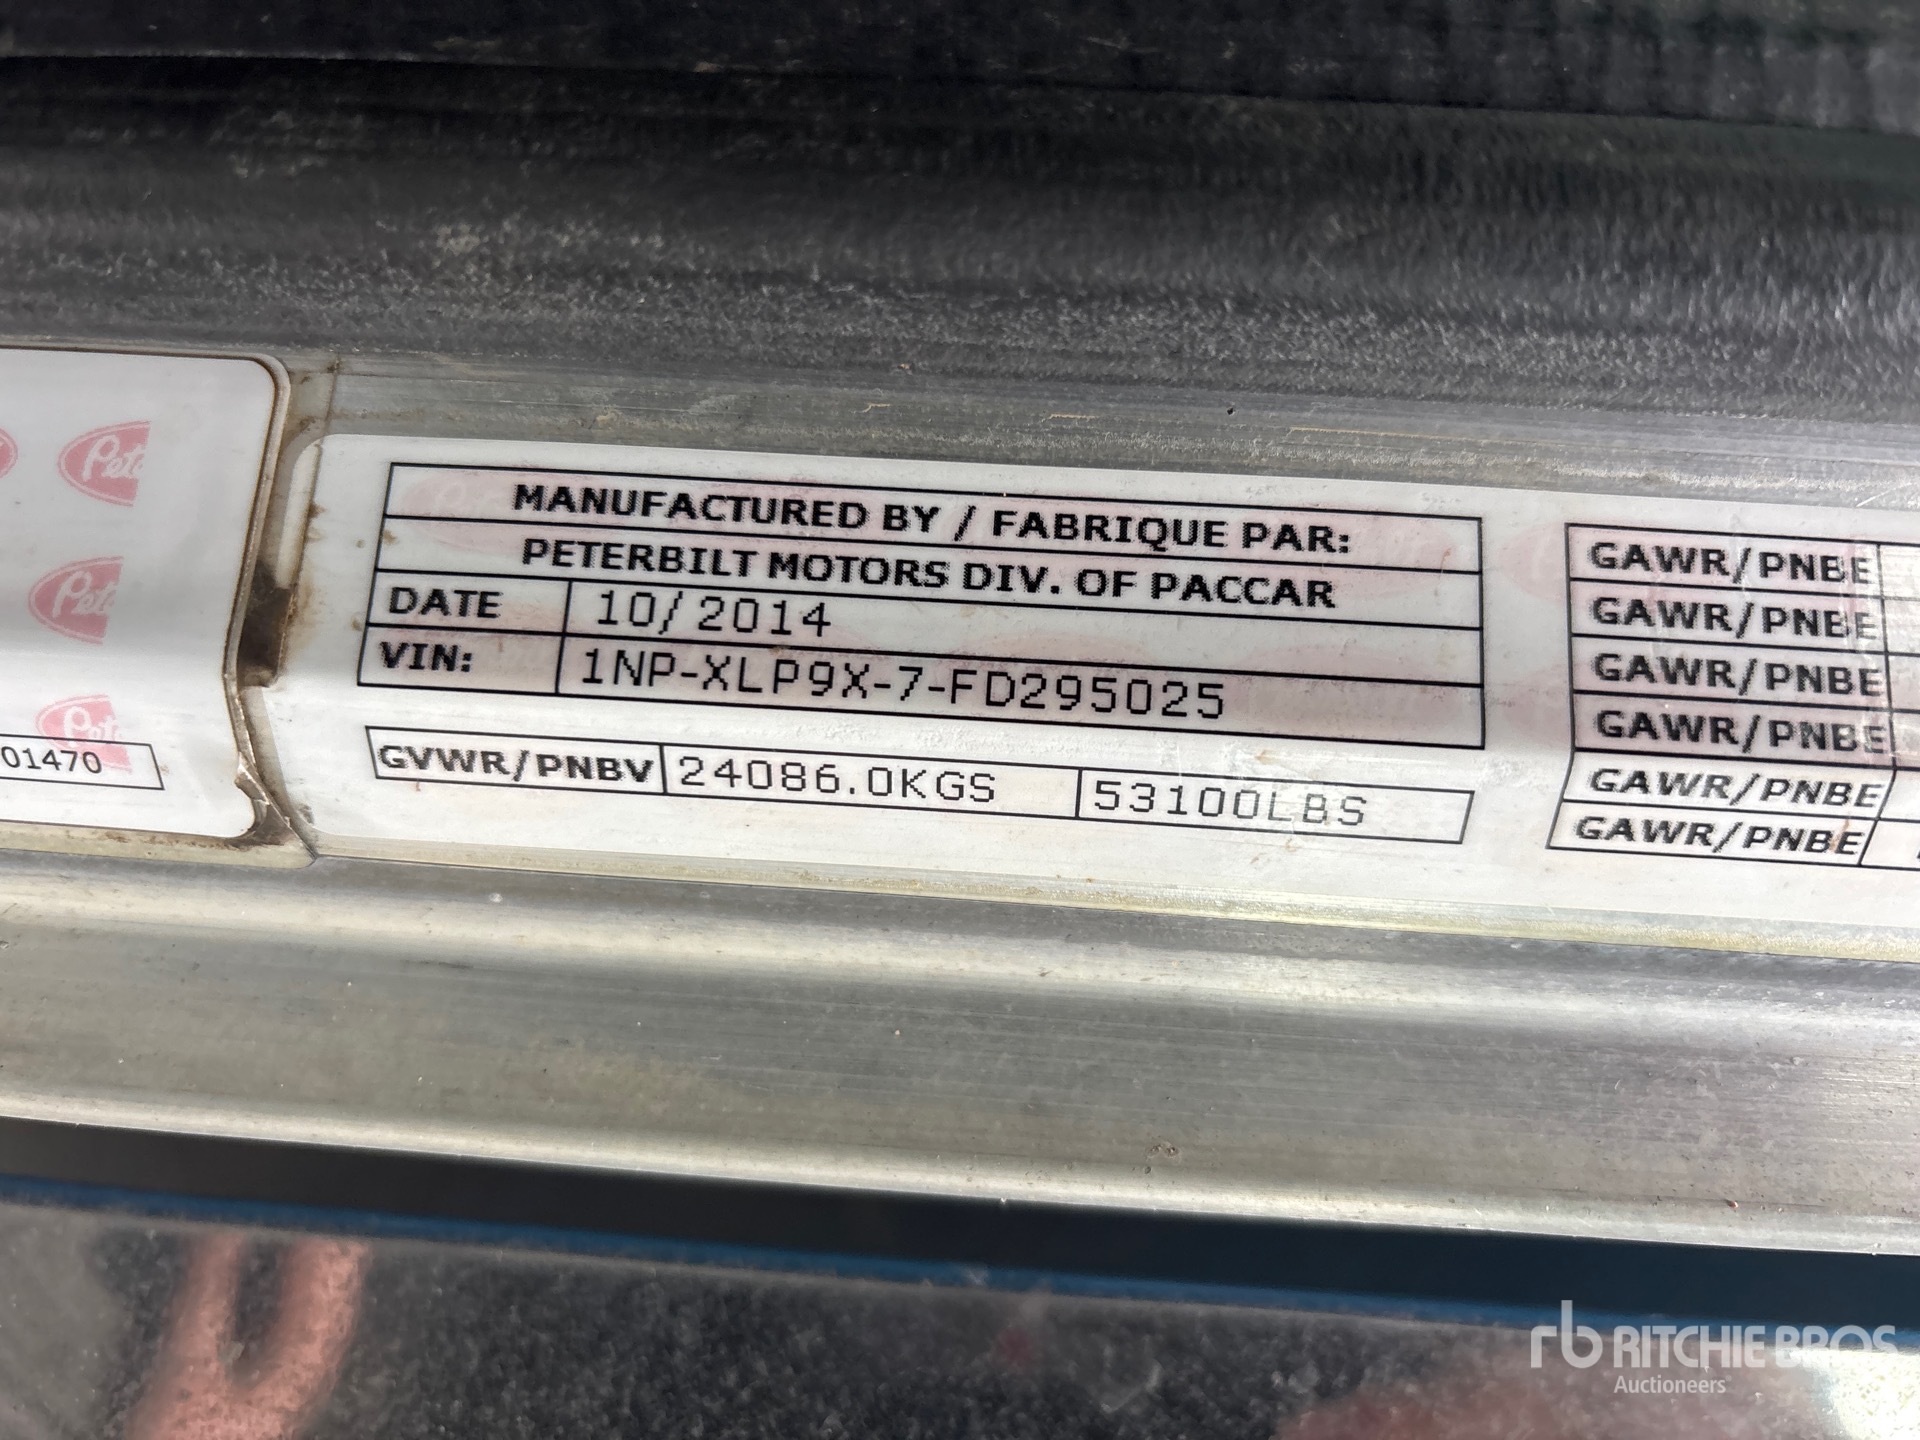 MANUFACTURED BY / FABRIQUE PAR:
PETERBILT MOTORS DIV. OF PACCAR
DATE 10/2014
VIN: 1NP-XLP9X-7-FD295025
GVWR/PNBV 24086.0KGS 53100LBS
GAWR/PNBE
GAWR/PNBE
GAWR/PNBE
GAWR/PNBE
GAWR/PNBE
GAWR/PNBE
01470
rb RITCHIE BROS
Auctioneers